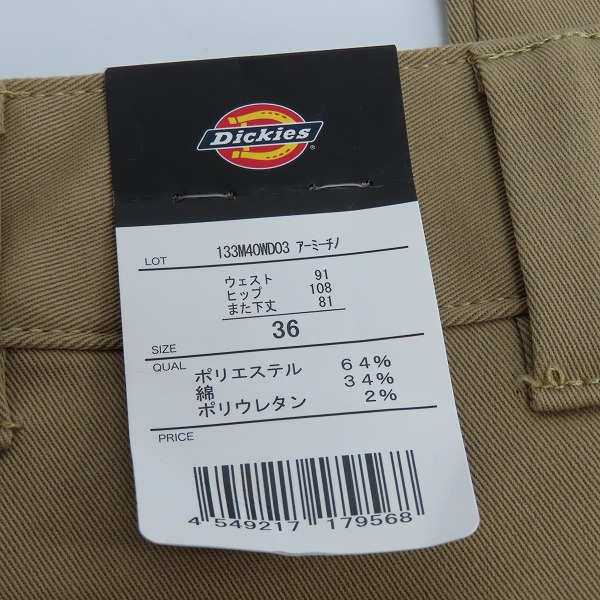 Dickies
LOT 133M40WD03 ｱｰﾐｰﾁﾉ
ウェスト 91
ヒップ 108
また下丈 81
SIZE 36
QUAL ポリエステル 64%
綿 34%
ポリウレタン 2%
PRICE
4 549217 179568